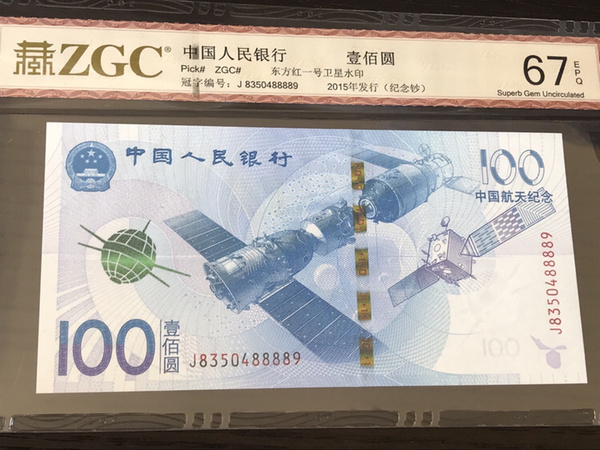 藏 ZGC®
中国人民银行 壹佰圆
Pick# ZGC# 东方红一号卫星水印
冠字编号：J 8350488889 2015年发行（纪念钞）
67 EPQ
Superb Gem Uncirculated
中国人民银行
100
中国航天纪念
J8350488889
100
壹佰圆
J8350488889
100